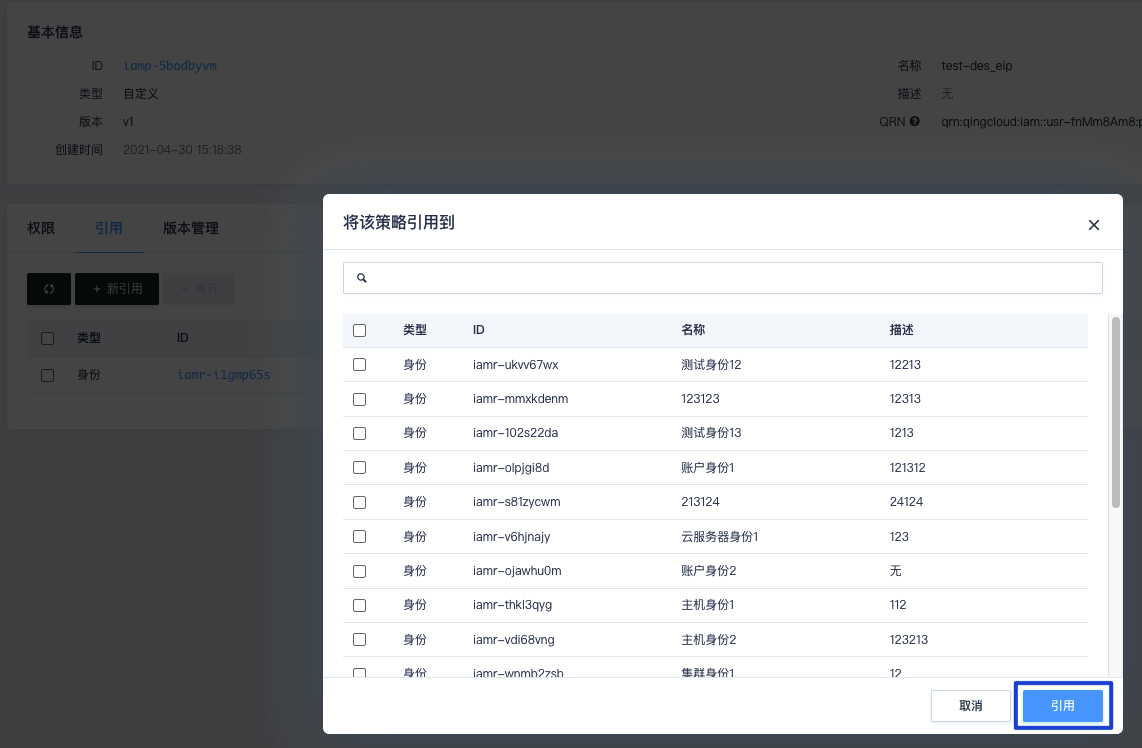 基本信息
ID iamp-5bodbyvm 名称 test-des_eip
类型 自定义 描述 无
版本 v1 QRN qrn:qingcloud:iam::usr-fnMm8Am8:p
创建时间 2021-04-30 15:18:38
权限 引用 版本管理
+ 新引用 − 离开
类型 ID
身份 iamr-i1gmp65s
将该策略引用到
类型 ID 名称 描述
身份 iamr-ukvv67wx 测试身份12 12213
身份 iamr-mmxkdenm 123123 12313
身份 iamr-102s22da 测试身份13 1213
身份 iamr-olpjgi8d 账户身份1 121312
身份 iamr-s81zycwm 213124 24124
身份 iamr-v6hjnajy 云服务器身份1 123
身份 iamr-ojawhu0m 账户身份2 无
身份 iamr-thkl3qyg 主机身份1 112
身份 iamr-vdi68vng 主机身份2 123213
身份 iamr-wnmb2zsb 集群身份1 12
取消 引用